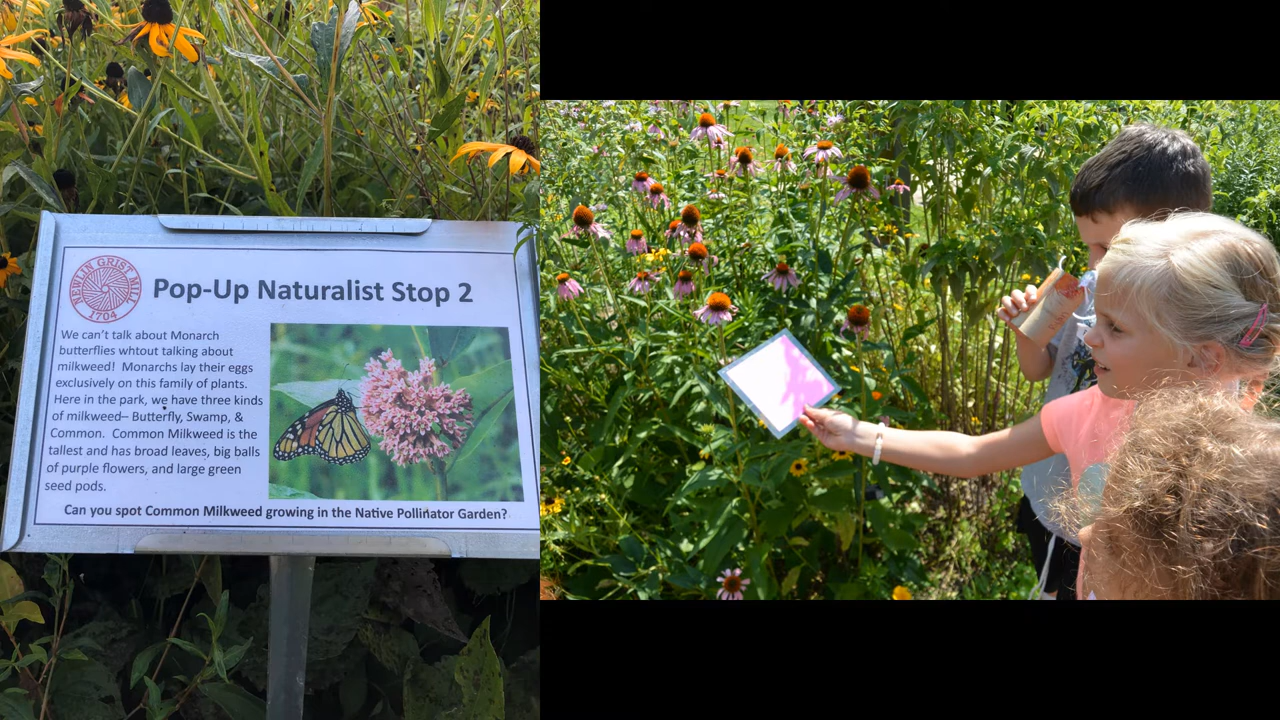 NEWLIN GRIST MILL
1704
Pop-Up Naturalist Stop 2
We can't talk about Monarch
butterflies whtout talking about
milkweed! Monarchs lay their eggs
exclusively on this family of plants.
Here in the park, we have three kinds
of milkweed– Butterfly, Swamp, &
Common. Common Milkweed is the
tallest and has broad leaves, big balls
of purple flowers, and large green
seed pods.
Can you spot Common Milkweed growing in the Native Pollinator Garden?